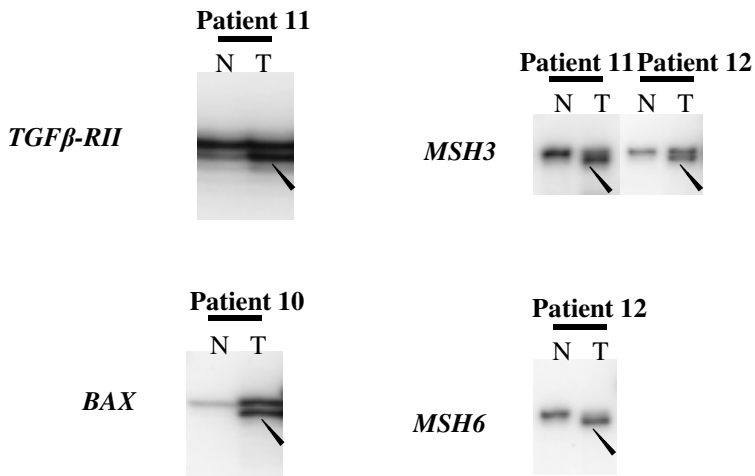 Patient 11
N T
TGFβ-RII
Patient 11 Patient 12
N T N T
MSH3
Patient 10
N T
BAX
Patient 12
N T
MSH6